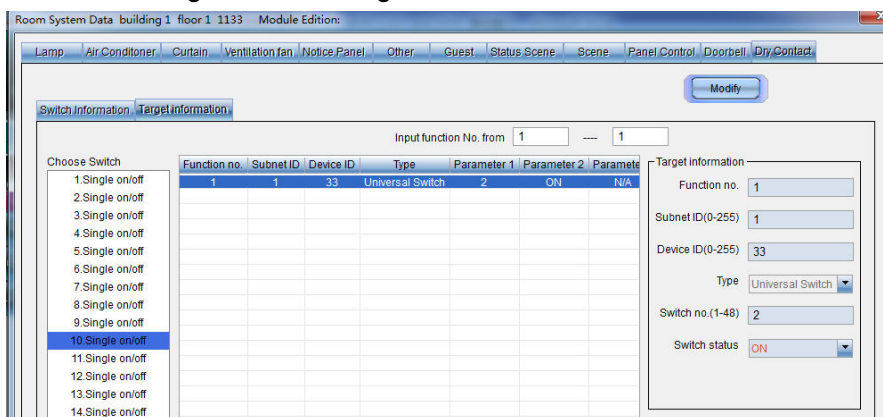 Room System Data building 1 floor 1 1133 Module Edition:
Lamp Air Conditoner Curtain Ventilation fan Notice Panel Other Guest Status Scene Scene Panel Control Doorbell Dry Contact
Modify
Switch Information Target information
Input function No. from 1 ---- 1
Choose Switch
1.Single on/off
2.Single on/off
3.Single on/off
4.Single on/off
5.Single on/off
6.Single on/off
7.Single on/off
8.Single on/off
9.Single on/off
10.Single on/off
11.Single on/off
12.Single on/off
13.Single on/off
14.Single on/off
Function no. Subnet ID Device ID Type Parameter 1 Parameter 2 Paramete
1 1 33 Universal Switch 2 ON N/A
Target information
Function no. 1
Subnet ID(0-255) 1
Device ID(0-255) 33
Type Universal Switch
Switch no.(1-48) 2
Switch status ON